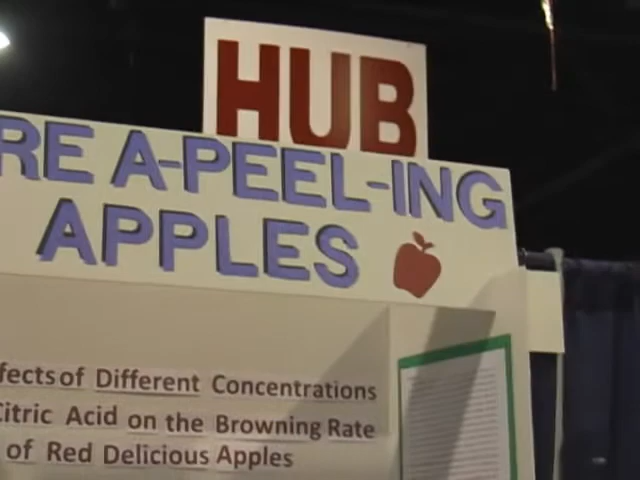 HUB
RE A-PEEL-ING
APPLES
fects of Different Concentrations
Citric Acid on the Browning Rate
of Red Delicious Apples